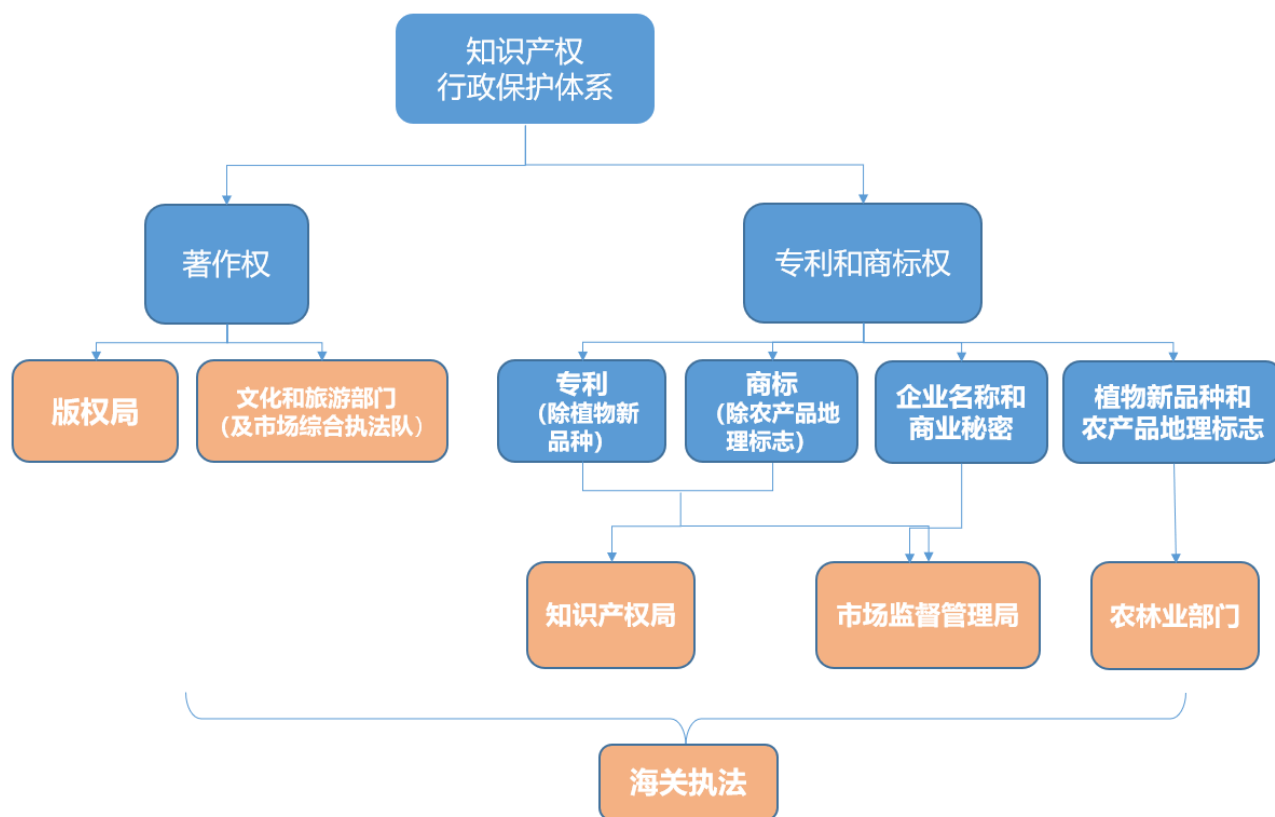 知识产权
行政保护体系
著作权
专利和商标权
版权局
文化和旅游部门
（及市场综合执法队）
专利
（除植物新
品种）
商标
（除农产品地
理标志）
企业名称和
商业秘密
植物新品种和
农产品地理标志
知识产权局
市场监督管理局
农林业部门
海关执法